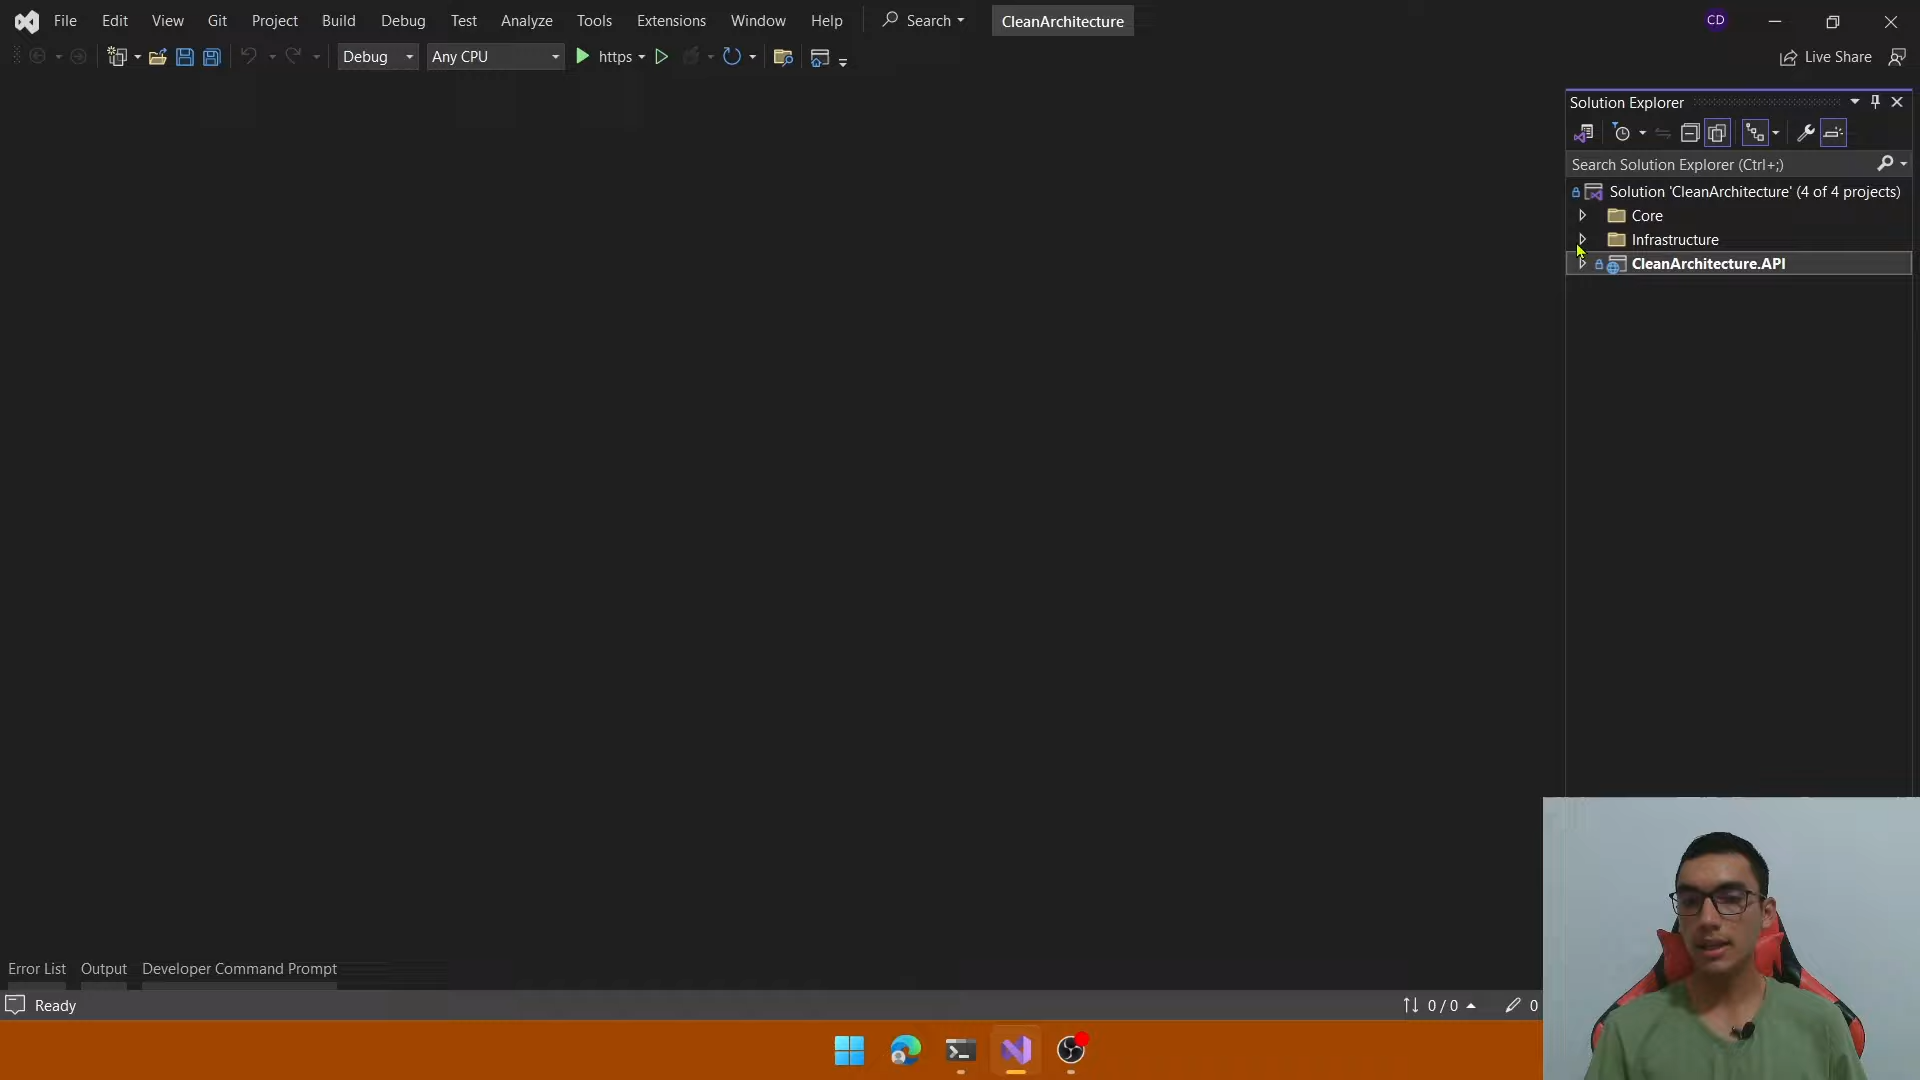 File Edit View Git Project Build Debug Test Analyze Tools Extensions Window Help Search CleanArchitecture CD
Debug Any CPU https Live Share
Solution Explorer
Search Solution Explorer (Ctrl+;)
Solution 'CleanArchitecture' (4 of 4 projects)
Core
Infrastructure
CleanArchitecture.API
Error List Output Developer Command Prompt
Ready 0 / 0 0